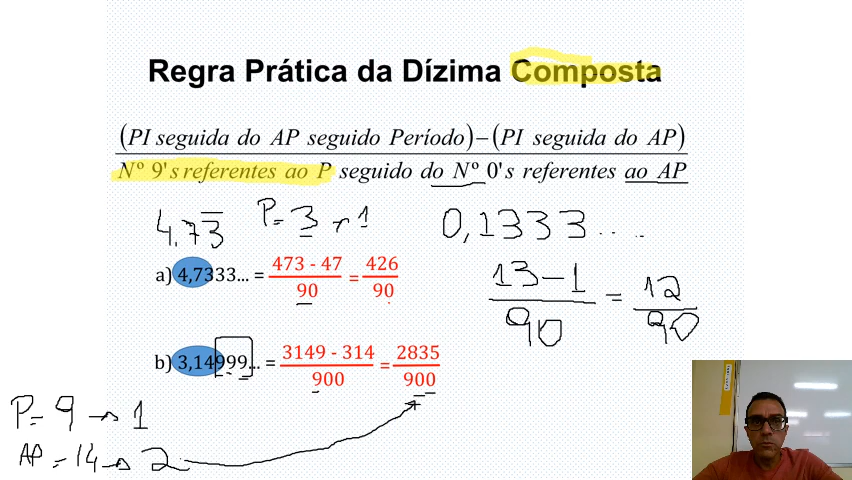 Regra Prática da Dízima Composta
(PI seguida do AP seguido Período) – (PI seguida do AP)
Nº 9's referentes ao P seguido do Nº 0's referentes ao AP
4,73 P= 3 → 1 0,1333....
a) 4,7333... = 473 - 47 / 90 = 426 / 90
13-1 / 90 = 12 / 90
b) 3,14999... = 3149 - 314 / 900 = 2835 / 900
P= 9 → 1
AP = 14 → 2